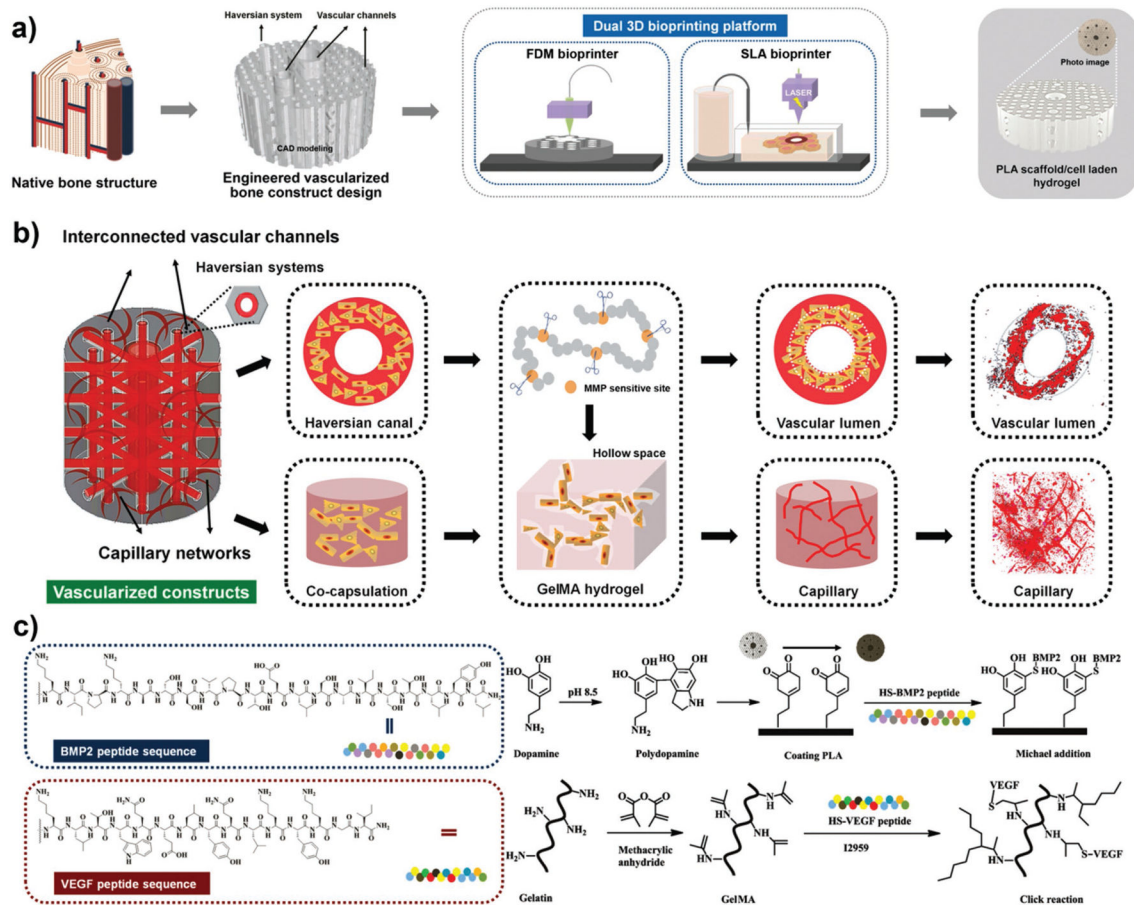 a)
Haversian system
Vascular channels
CAD modeling
Native bone structure
Engineered vascularized
bone construct design
Dual 3D bioprinting platform
FDM bioprinter
SLA bioprinter
LASER
Photo image
PLA scaffold/cell laden
hydrogel
b)
Interconnected vascular channels
Haversian systems
Capillary networks
Vascularized constructs
Haversian canal
Co-capsulation
MMP sensitive site
Hollow space
GelMA hydrogel
Vascular lumen
Capillary
Vascular lumen
Capillary
c)
BMP2 peptide sequence
=
Dopamine
pH 8.5
Polydopamine
Coating PLA
HS-BMP2 peptide
BMP2
BMP2
Michael addition
VEGF peptide sequence
=
Gelatin
Methacrylic
anhydride
GelMA
HS-VEGF peptide
I2959
VEGF
S-VEGF
Click reaction